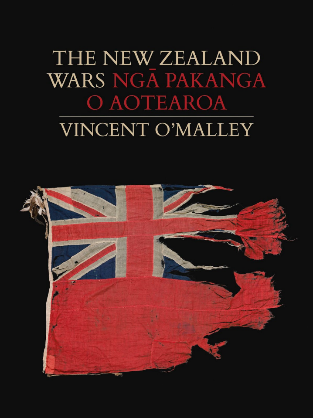 THE NEW ZEALAND
WARS NGĀ PAKANGA
O AOTEAROA
VINCENT O'MALLEY